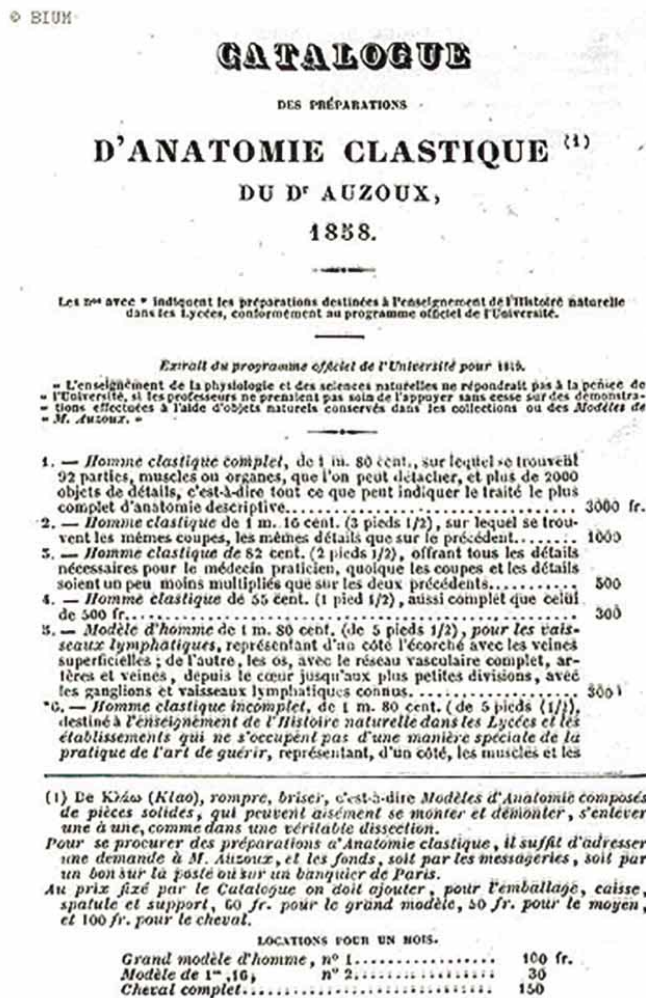 © BIUM
CATALOGUE
DES PRÉPARATIONS
D'ANATOMIE CLASTIQUE (1)
DU Dr AUZOUX,
1858.
Les nos avec * indiquent les préparations destinées à l'enseignement de l'Histoire naturelle
dans les Lycées, conformément au programme officiel de l'Université.
Extrait du programme officiel de l'Université pour 1849.
« L'enseignement de la physiologie et des sciences naturelles ne répondrait pas à la pensée de
« l'Université, si les professeurs ne prenaient pas soin de l'appuyer sans cesse sur des démonstra-
« tions effectuées à l'aide d'objets naturels conservés dans les collections ou des Modèles de
« M. Auzoux. »
1. — Homme clastique complet, de 1 m. 80 cent., sur lequel se trouvent
92 parties, muscles ou organes, que l'on peut détacher, et plus de 2000
objets de détails, c'est-à-dire tout ce que peut indiquer le traité le plus
complet d'anatomie descriptive........ 3000 fr.
2. — Homme clastique de 1 m. 16 cent. (3 pieds 1/2), sur lequel se trou-
vent les mêmes coupes, les mêmes détails que sur le précédent........ 1000
3. — Homme clastique de 82 cent. (2 pieds 1/2), offrant tous les détails
nécessaires pour le médecin praticien, quoique les coupes et les détails
soient un peu moins multipliés que sur les deux précédents........ 500
4. — Homme clastique de 55 cent. (1 pied 1/2), aussi complet que celui
de 500 fr........ 300
5. — Modèle d'homme de 1 m. 80 cent. (de 5 pieds 1/2), pour les vais-
seaux lymphatiques, représentant d'un côté l'écorché avec les veines
superficielles ; de l'autre, les os, avec le réseau vasculaire complet, ar-
tères et veines, depuis le cœur jusqu'aux plus petites divisions, avec
les ganglions et vaisseaux lymphatiques connus........
*6. — Homme clastique incomplet, de 1 m. 80 cent. (de 5 pieds
destiné à l'enseignement de l'Histoire naturelle dans les Lycées et les
établissements qui ne s'occupent pas d'une manière spéciale de la
pratique de l'art de guérir, représentant, d'un côté, les muscles et les
(1) De Κλάω (Klao), rompre, briser, c'est-à-dire Modèles d'Anatomie composés
de pièces solides, qui peuvent aisément se monter et démonter, s'enlever
une à une, comme dans une véritable dissection.
Pour se procurer des préparations d'Anatomie clastique, il suffit d'adresser
une demande à M. Auzoux, et les fonds, soit par les messageries, soit par
un bon sur la poste ou sur un banquier de Paris.
Au prix fixé par le Catalogue on doit ajouter, pour l'emballage, caisse,
spatule et support, 60 fr. pour le grand modèle, 50 fr. pour le moyen,
et 100 fr. pour le cheval.
LOCATIONS POUR UN MOIS.
Grand modèle d'homme, n° 1........ 100 fr.
Modèle de 1m,16, n° 2........ 30
Cheval complet........ 150